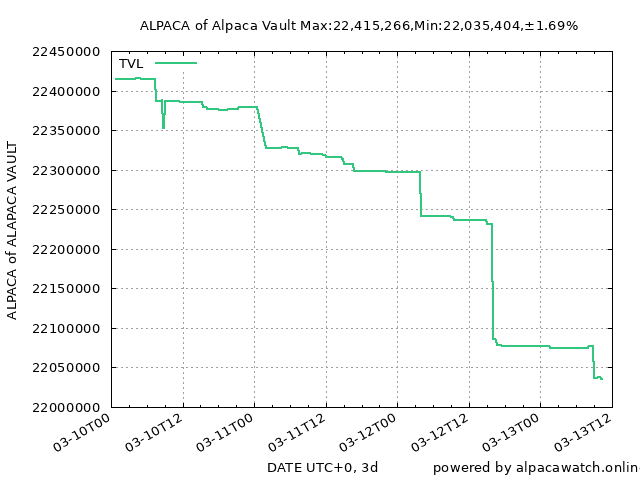 ALPACA of Alpaca Vault Max:22,415,266,Min:22,035,404,±1.69%
TVL
22450000
22400000
22350000
22300000
22250000
22200000
22150000
22100000
22050000
22000000
ALPACA of ALAPACA VAULT
03-10T00
03-10T12
03-11T00
03-11T12
03-12T00
03-12T12
03-13T00
03-13T12
DATE UTC+0, 3d
powered by alpacawatch.onlin